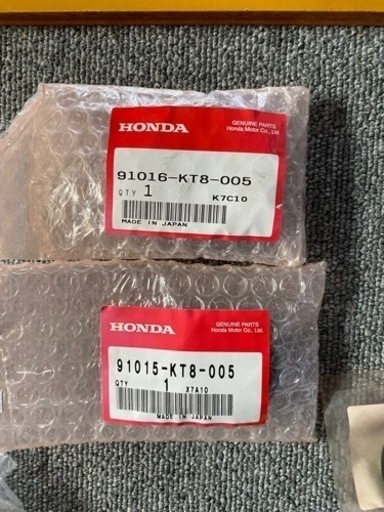 HONDA
GENUINE PARTS
Honda Motor Co., Ltd.
91016-KT8-005
QTY 1
K7C10
MADE IN JAPAN
HONDA
GENUINE PARTS
Honda Motor Co., Ltd.
91015-KT8-005
QTY 1
X7A10
MADE IN JAPAN